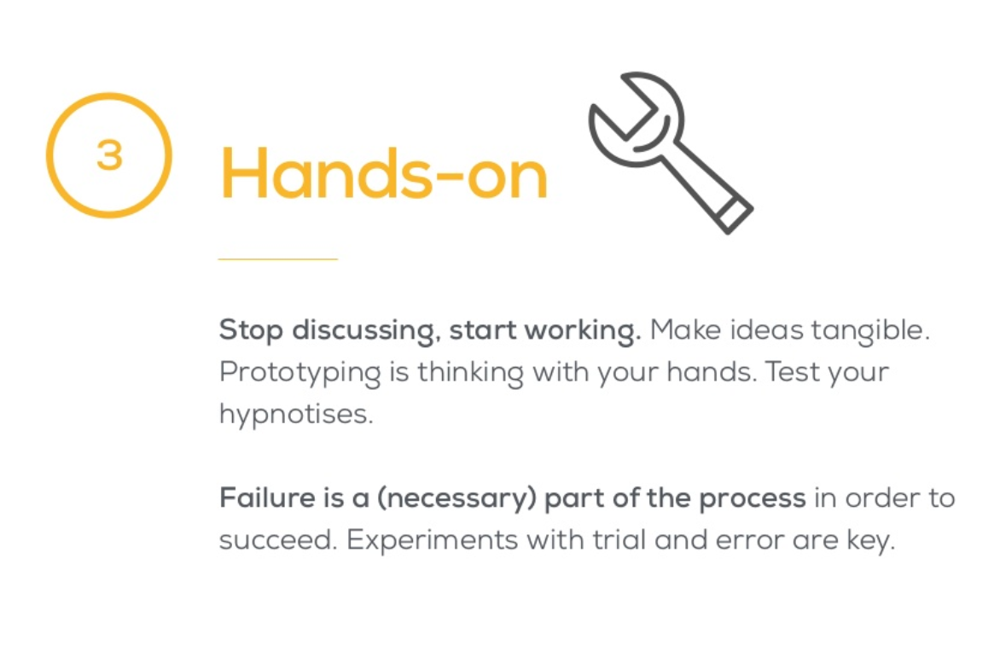 3
Hands-on
Stop discussing, start working. Make ideas tangible.
Prototyping is thinking with your hands. Test your
hypnotises.
Failure is a (necessary) part of the process in order to
succeed. Experiments with trial and error are key.